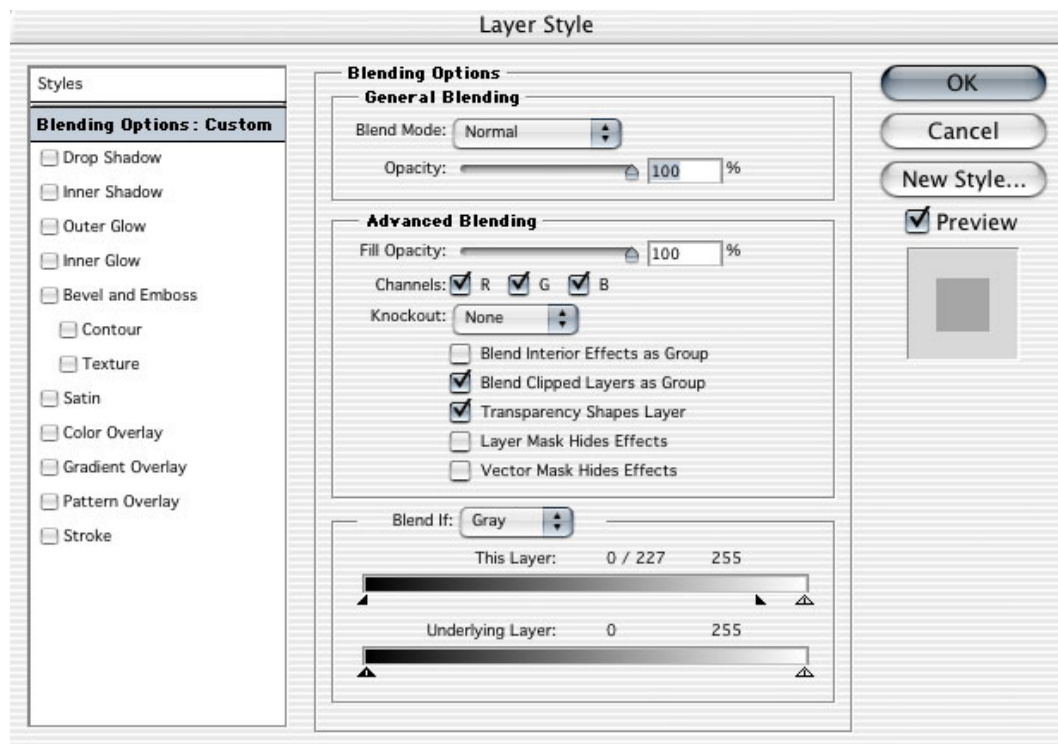 Layer Style
Styles
Blending Options: Custom
Drop Shadow
Inner Shadow
Outer Glow
Inner Glow
Bevel and Emboss
Contour
Texture
Satin
Color Overlay
Gradient Overlay
Pattern Overlay
Stroke
Blending Options
General Blending
Blend Mode: Normal
Opacity: 100 %
Advanced Blending
Fill Opacity: 100 %
Channels: R G B
Knockout: None
Blend Interior Effects as Group
Blend Clipped Layers as Group
Transparency Shapes Layer
Layer Mask Hides Effects
Vector Mask Hides Effects
Blend If: Gray
This Layer: 0 / 227 255
Underlying Layer: 0 255
OK
Cancel
New Style...
Preview